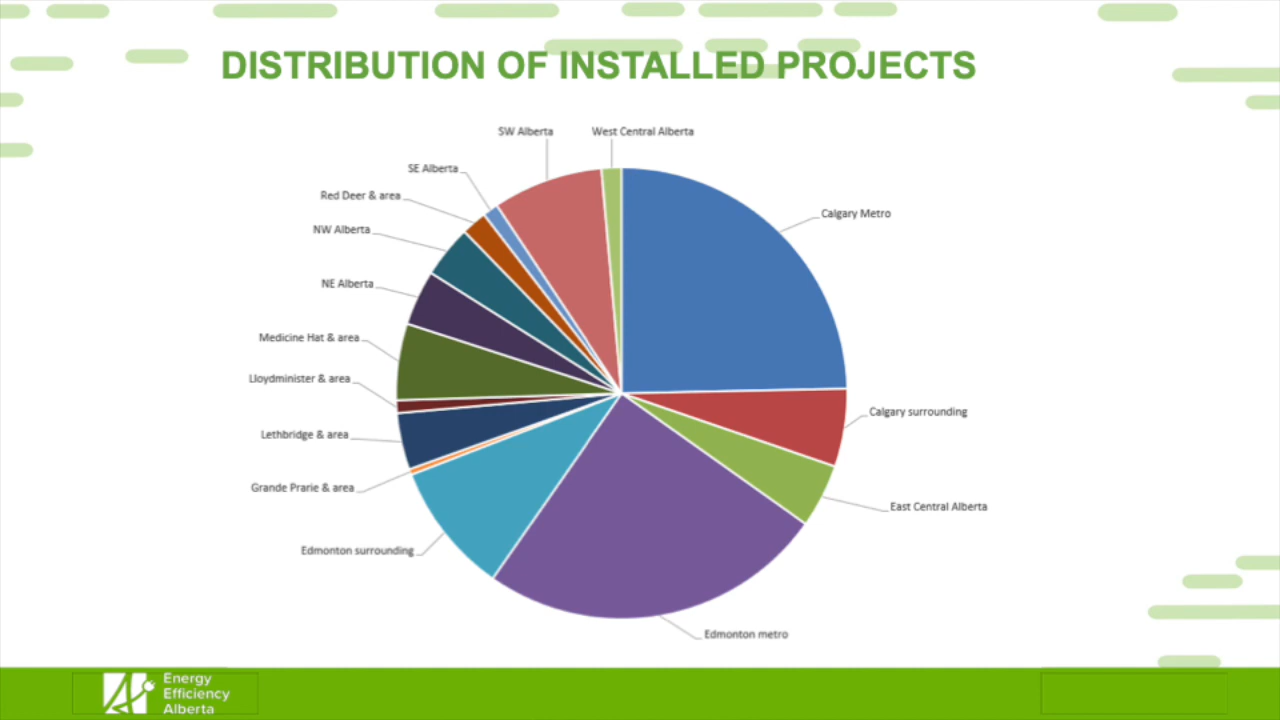 DISTRIBUTION OF INSTALLED PROJECTS
SW Alberta
West Central Alberta
SE Alberta
Red Deer & area
Calgary Metro
NW Alberta
NE Alberta
Medicine Hat & area
Lloydminister & area
Calgary surrounding
Lethbridge & area
Grande Prarie & area
East Central Alberta
Edmonton surrounding
Edmonton metro
Energy
Efficiency
Alberta